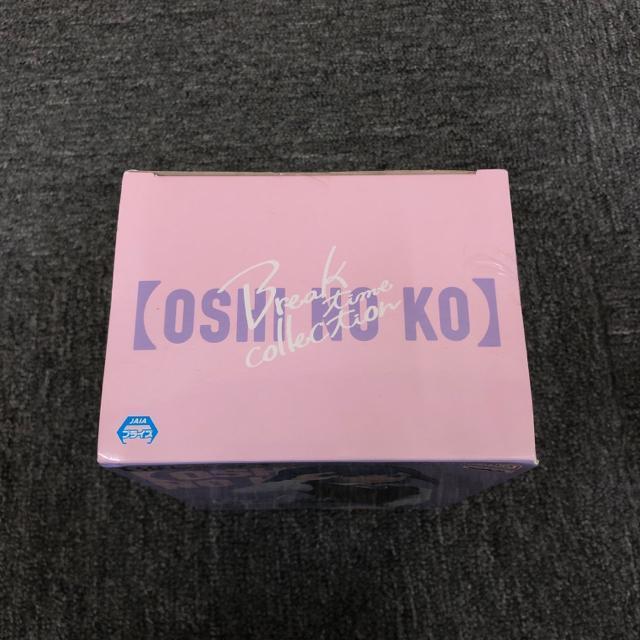 【OSHI NO KO】
Break
time
collection
JAIA
プライズ